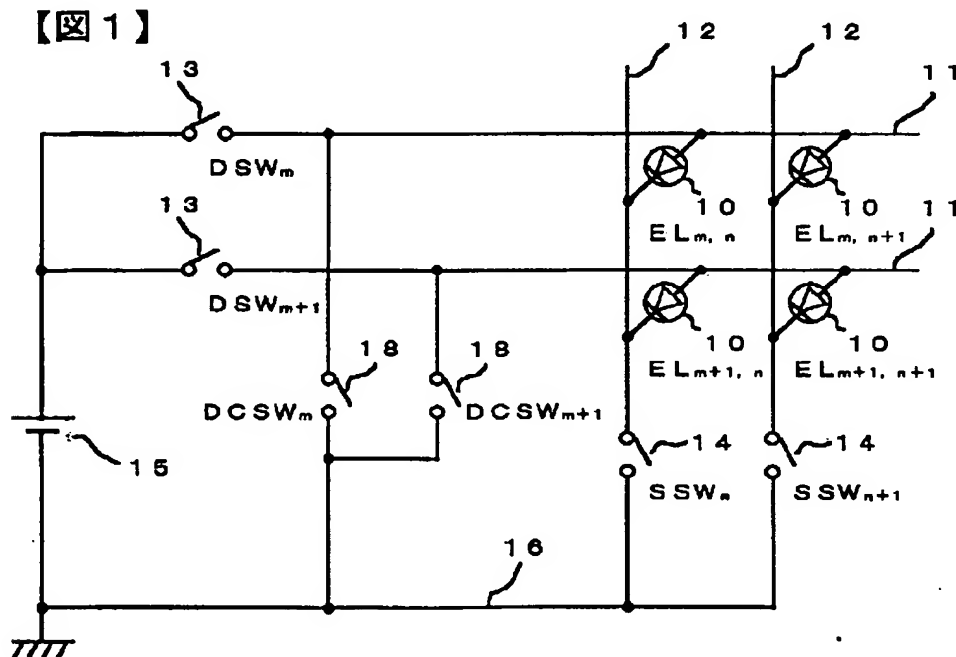 【図１】
12 12
13 11
DSWm
13 10 10
ELm,n ELm,n+1 11
DSWm+1
18 18 10 10
ELm+1,n ELm+1,n+1
DCSWm DCSWm+1
15 14 14
SSWn SSWn+1
16